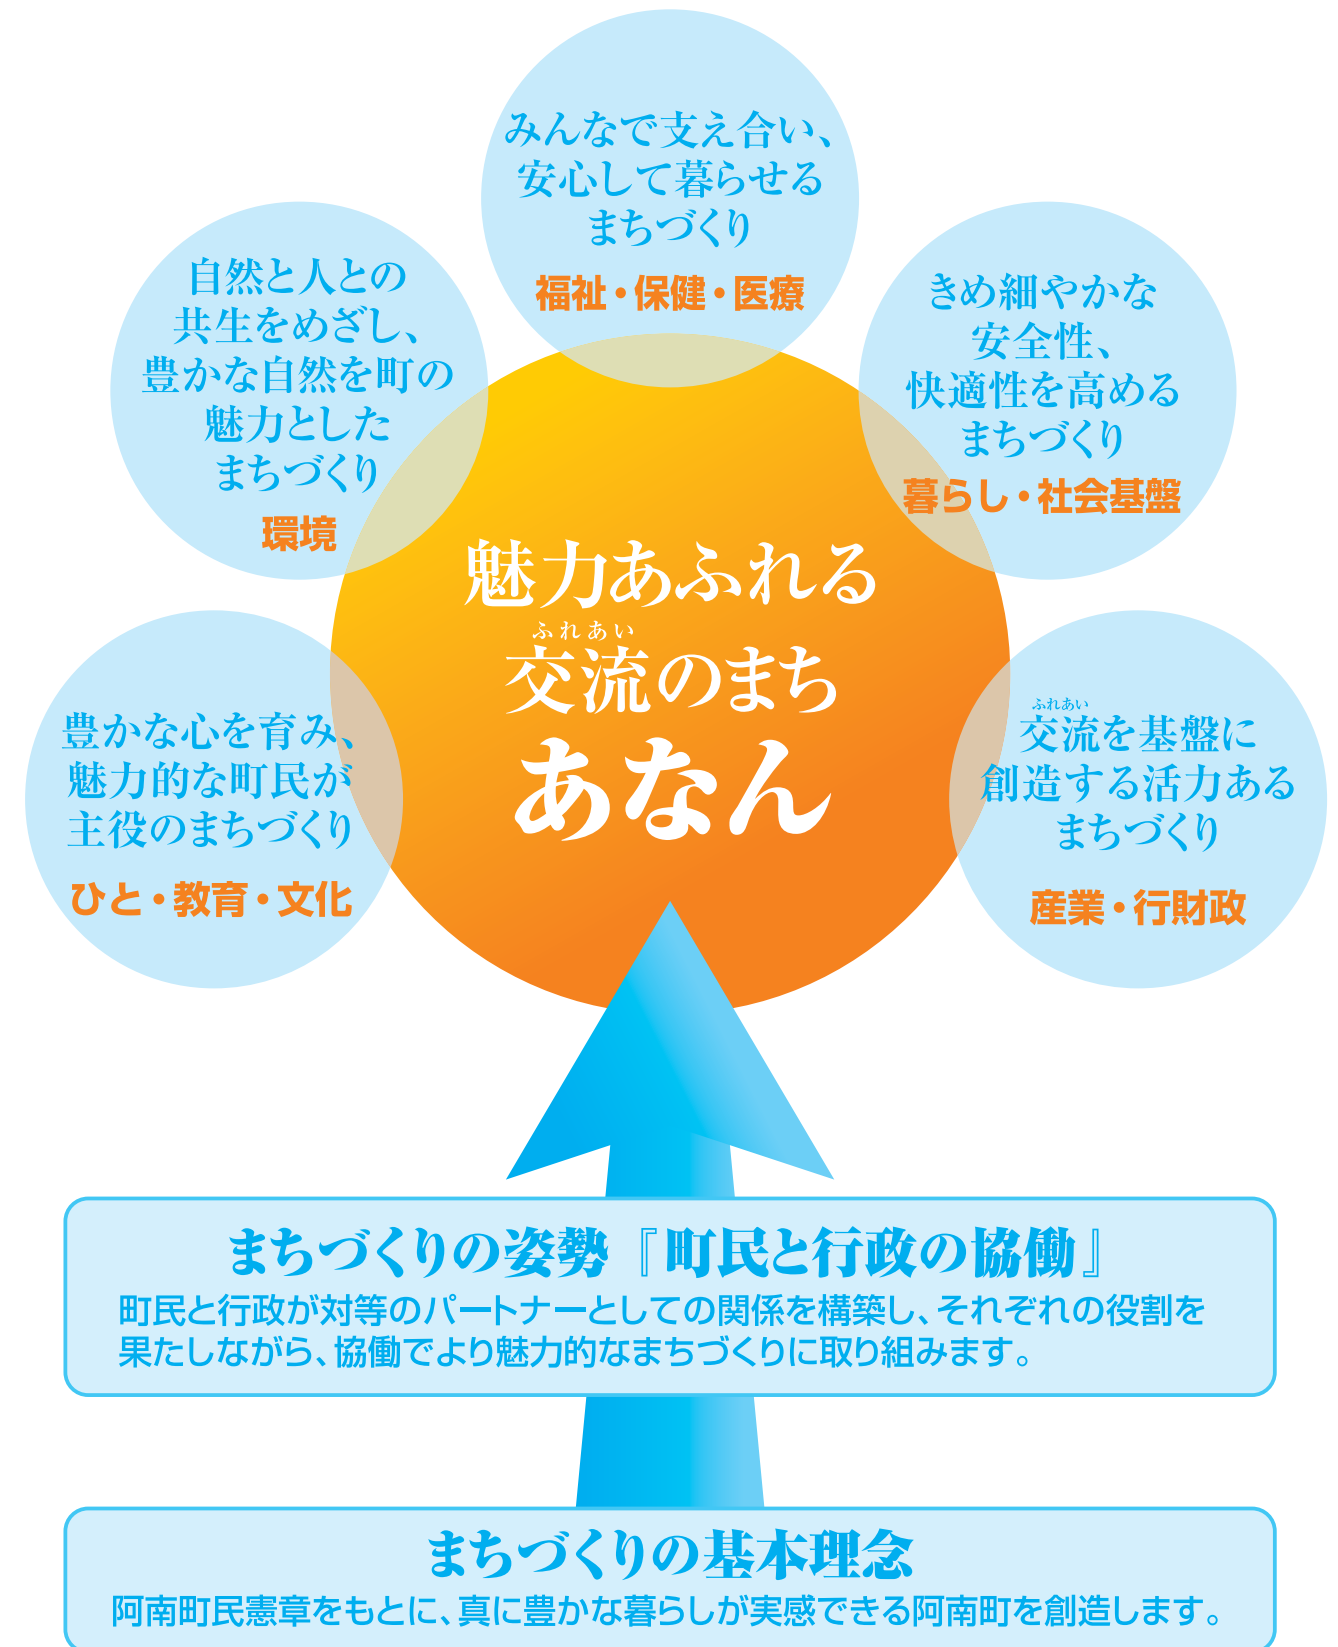 みんなで支え合い、
安心して暮らせる
まちづくり
福祉・保健・医療
自然と人との
共生をめざし、
豊かな自然を町の
魅力とした
まちづくり
環境
きめ細やかな
安全性、
快適性を高める
まちづくり
暮らし・社会基盤
魅力あふれる
ふれあい
交流のまち
あなん
豊かな心を育み、
魅力的な町民が
主役のまちづくり
ひと・教育・文化
ふれあい
交流を基盤に
創造する活力ある
まちづくり
産業・行財政
まちづくりの姿勢『町民と行政の協働』
町民と行政が対等のパートナーとしての関係を構築し、それぞれの役割を
果たしながら、協働でより魅力的なまちづくりに取り組みます。
まちづくりの基本理念
阿南町民憲章をもとに、真に豊かな暮らしが実感できる阿南町を創造します。